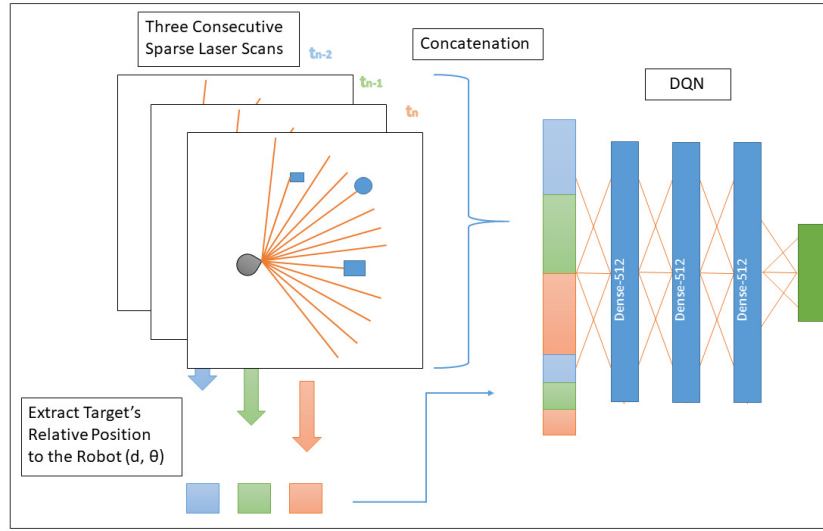 Three Consecutive
Sparse Laser Scans
tn-2
tn-1
tn
Concatenation
DQN
Dense-512
Dense-512
Dense-512
Extract Target's
Relative Position
to the Robot (d, θ)